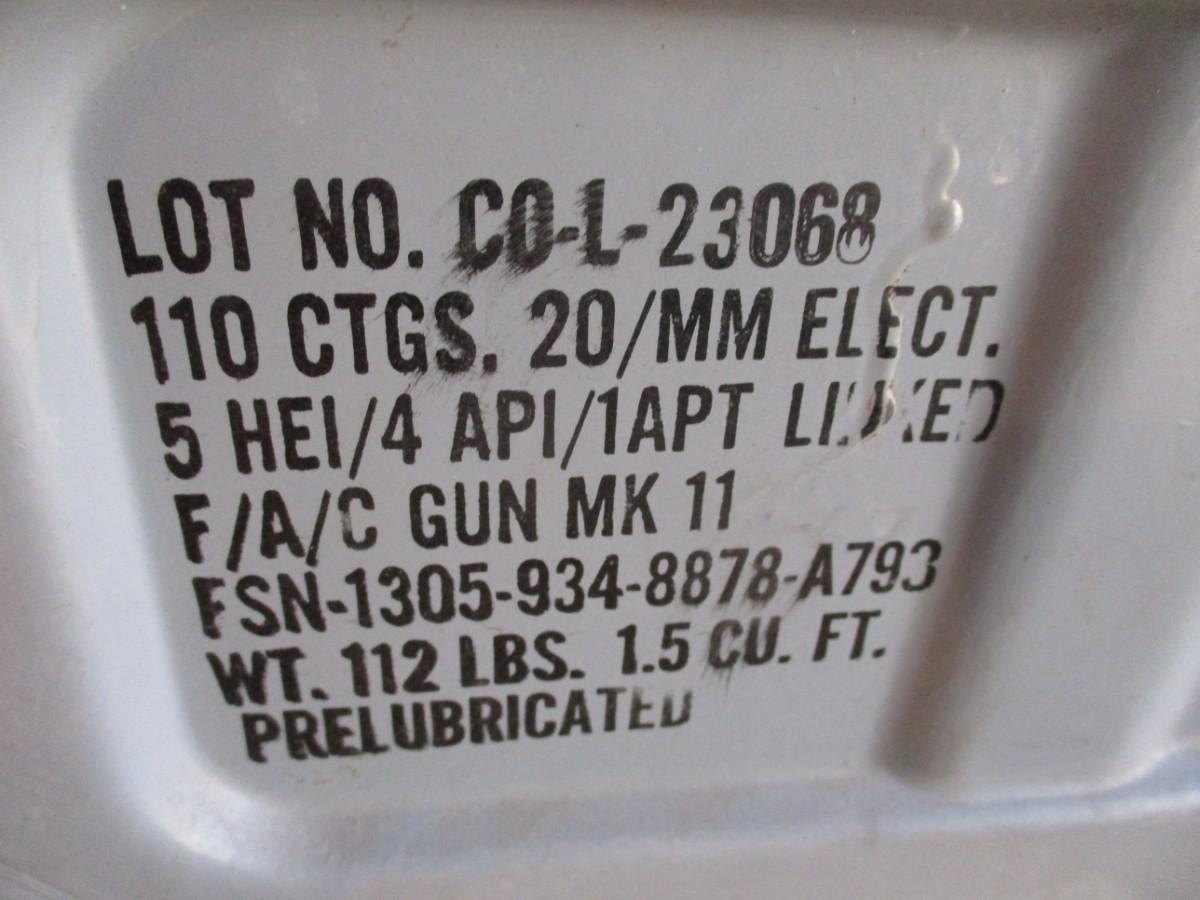 LOT NO. CO-L-23068
110 CTGS. 20/MM ELECT.
5 HEI/4 API/1APT LINKED
F/A/C GUN MK 11
FSN-1305-934-8878-A793
WT. 112 LBS. 1.5 CU. FT.
PRELUBRICATED